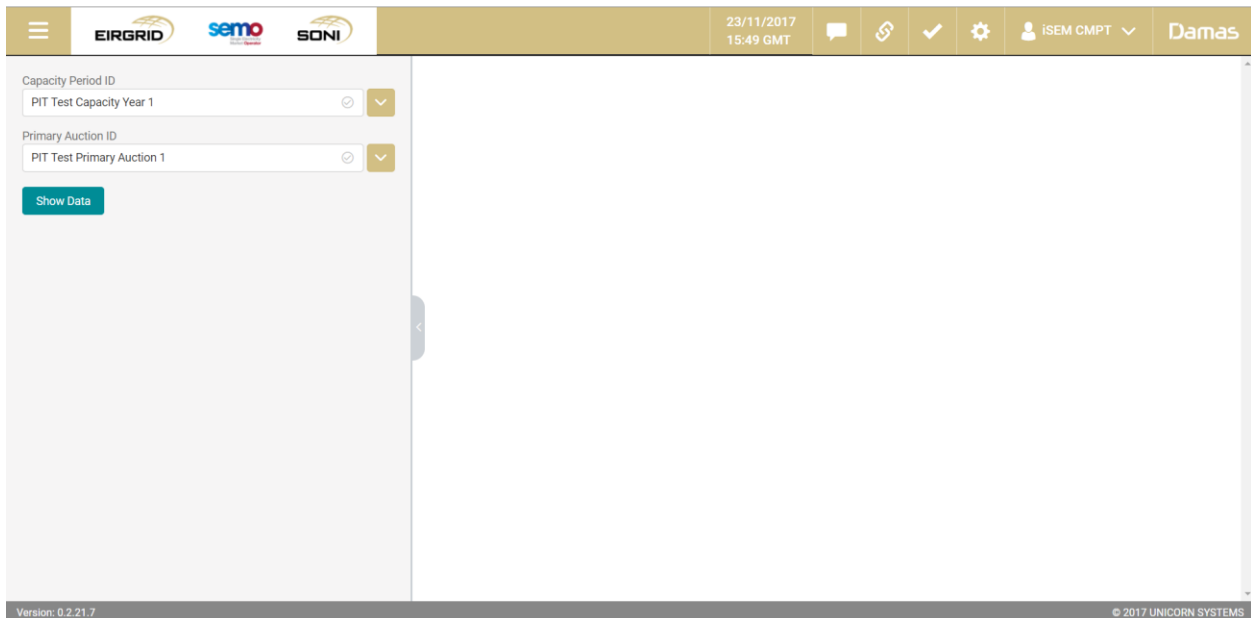 EIRGRID
semo
SONI
23/11/2017
15:49 GMT
iSEM CMPT
Damas
Capacity Period ID
PIT Test Capacity Year 1
Primary Auction ID
PIT Test Primary Auction 1
Show Data
Version: 0.2.21.7
© 2017 UNICORN SYSTEMS